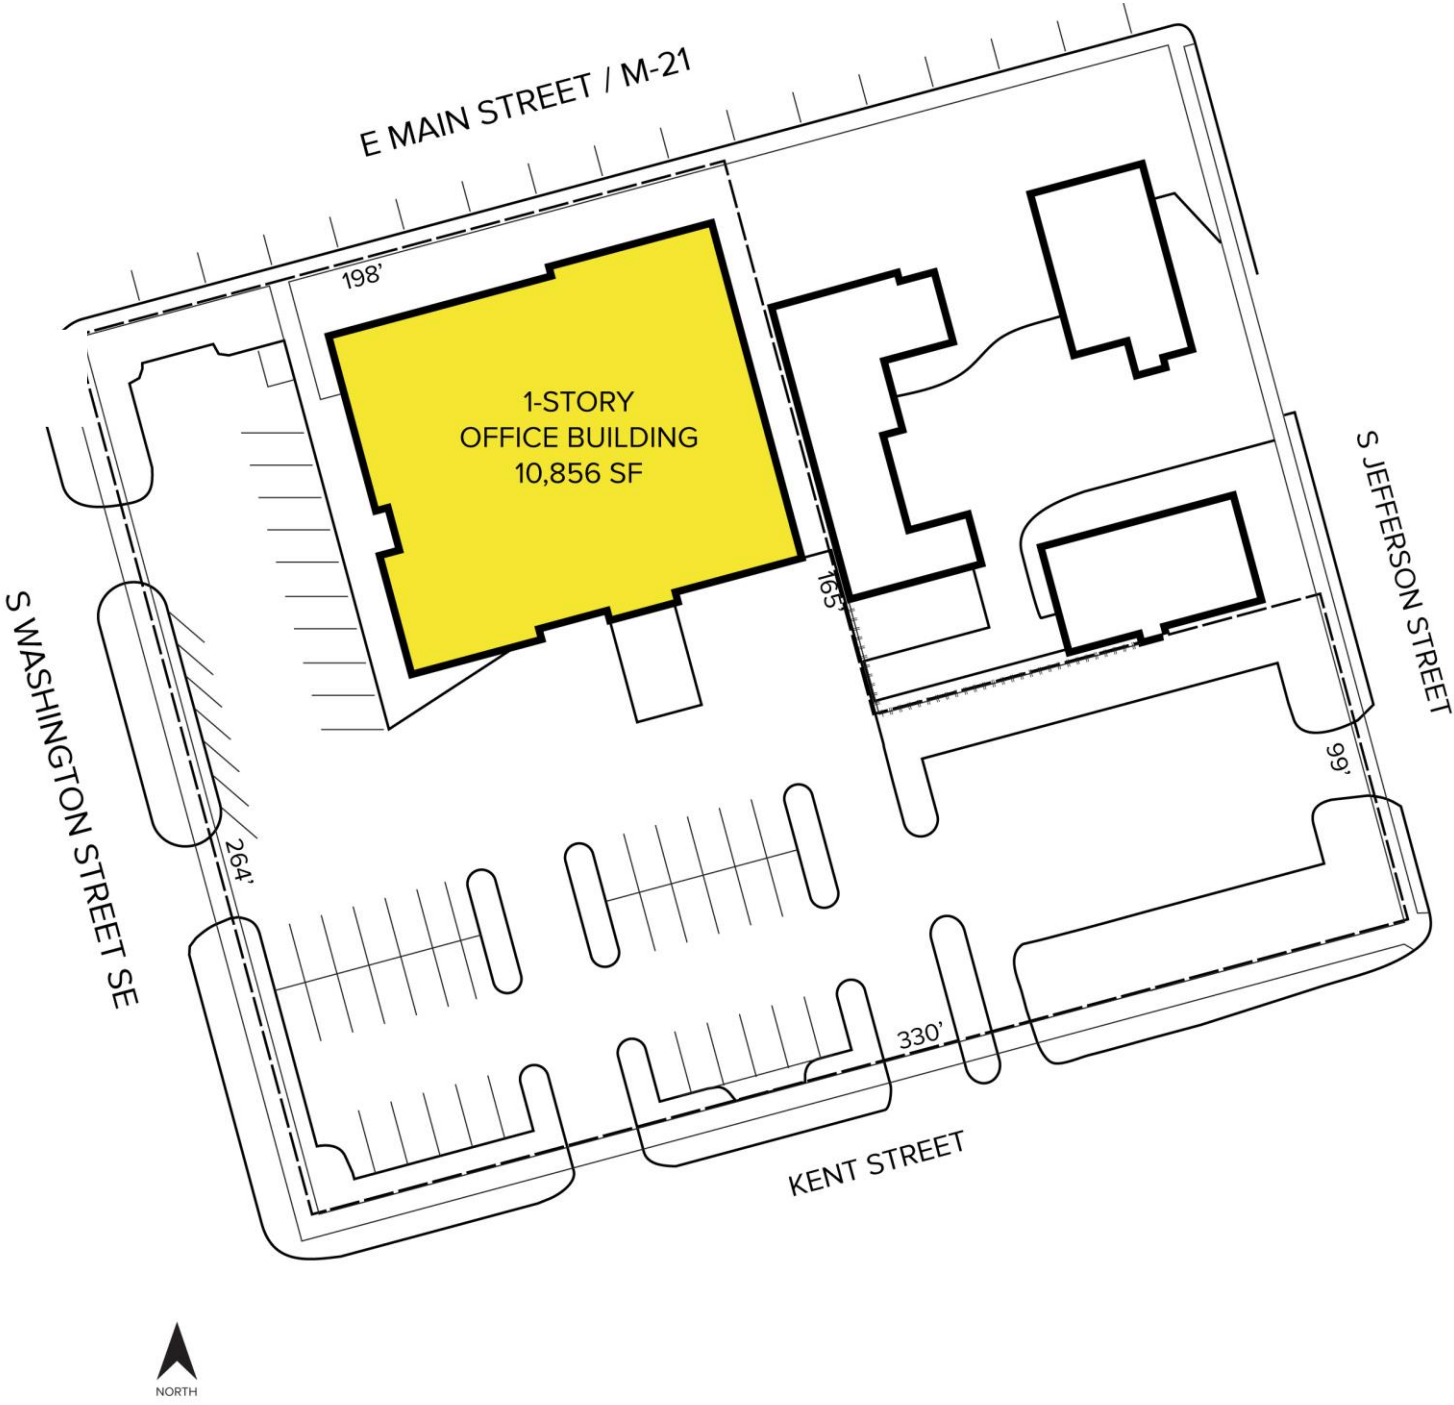 E MAIN STREET / M-21
198'
1-STORY
OFFICE BUILDING
10,856 SF
165'
S JEFFERSON STREET
S WASHINGTON STREET SE
99'
264'
330'
KENT STREET
NORTH